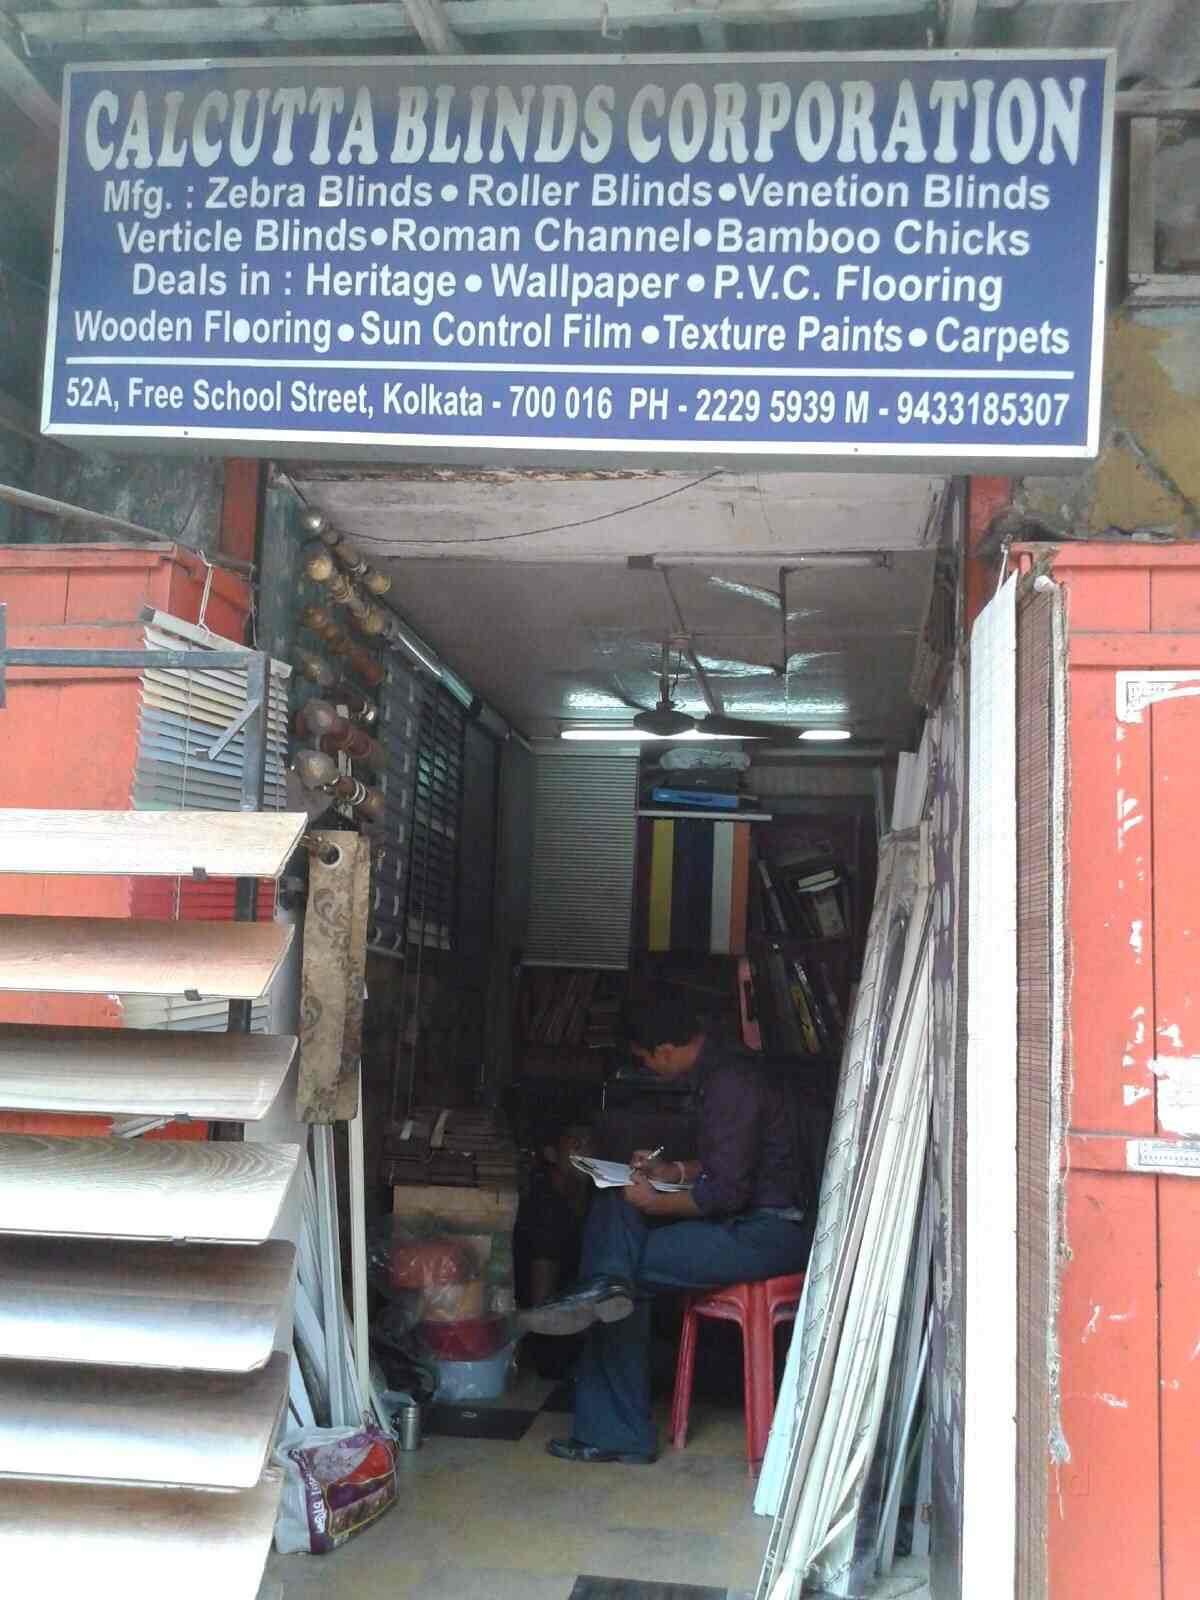 CALCUTTA BLINDS CORPORATION
Mfg. : Zebra Blinds • Roller Blinds • Venetion Blinds
Verticle Blinds • Roman Channel • Bamboo Chicks
Deals in : Heritage • Wallpaper • P.V.C. Flooring
Wooden Flooring • Sun Control Film • Texture Paints • Carpets
52A, Free School Street, Kolkata - 700 016 PH - 2229 5939 M - 9433185307